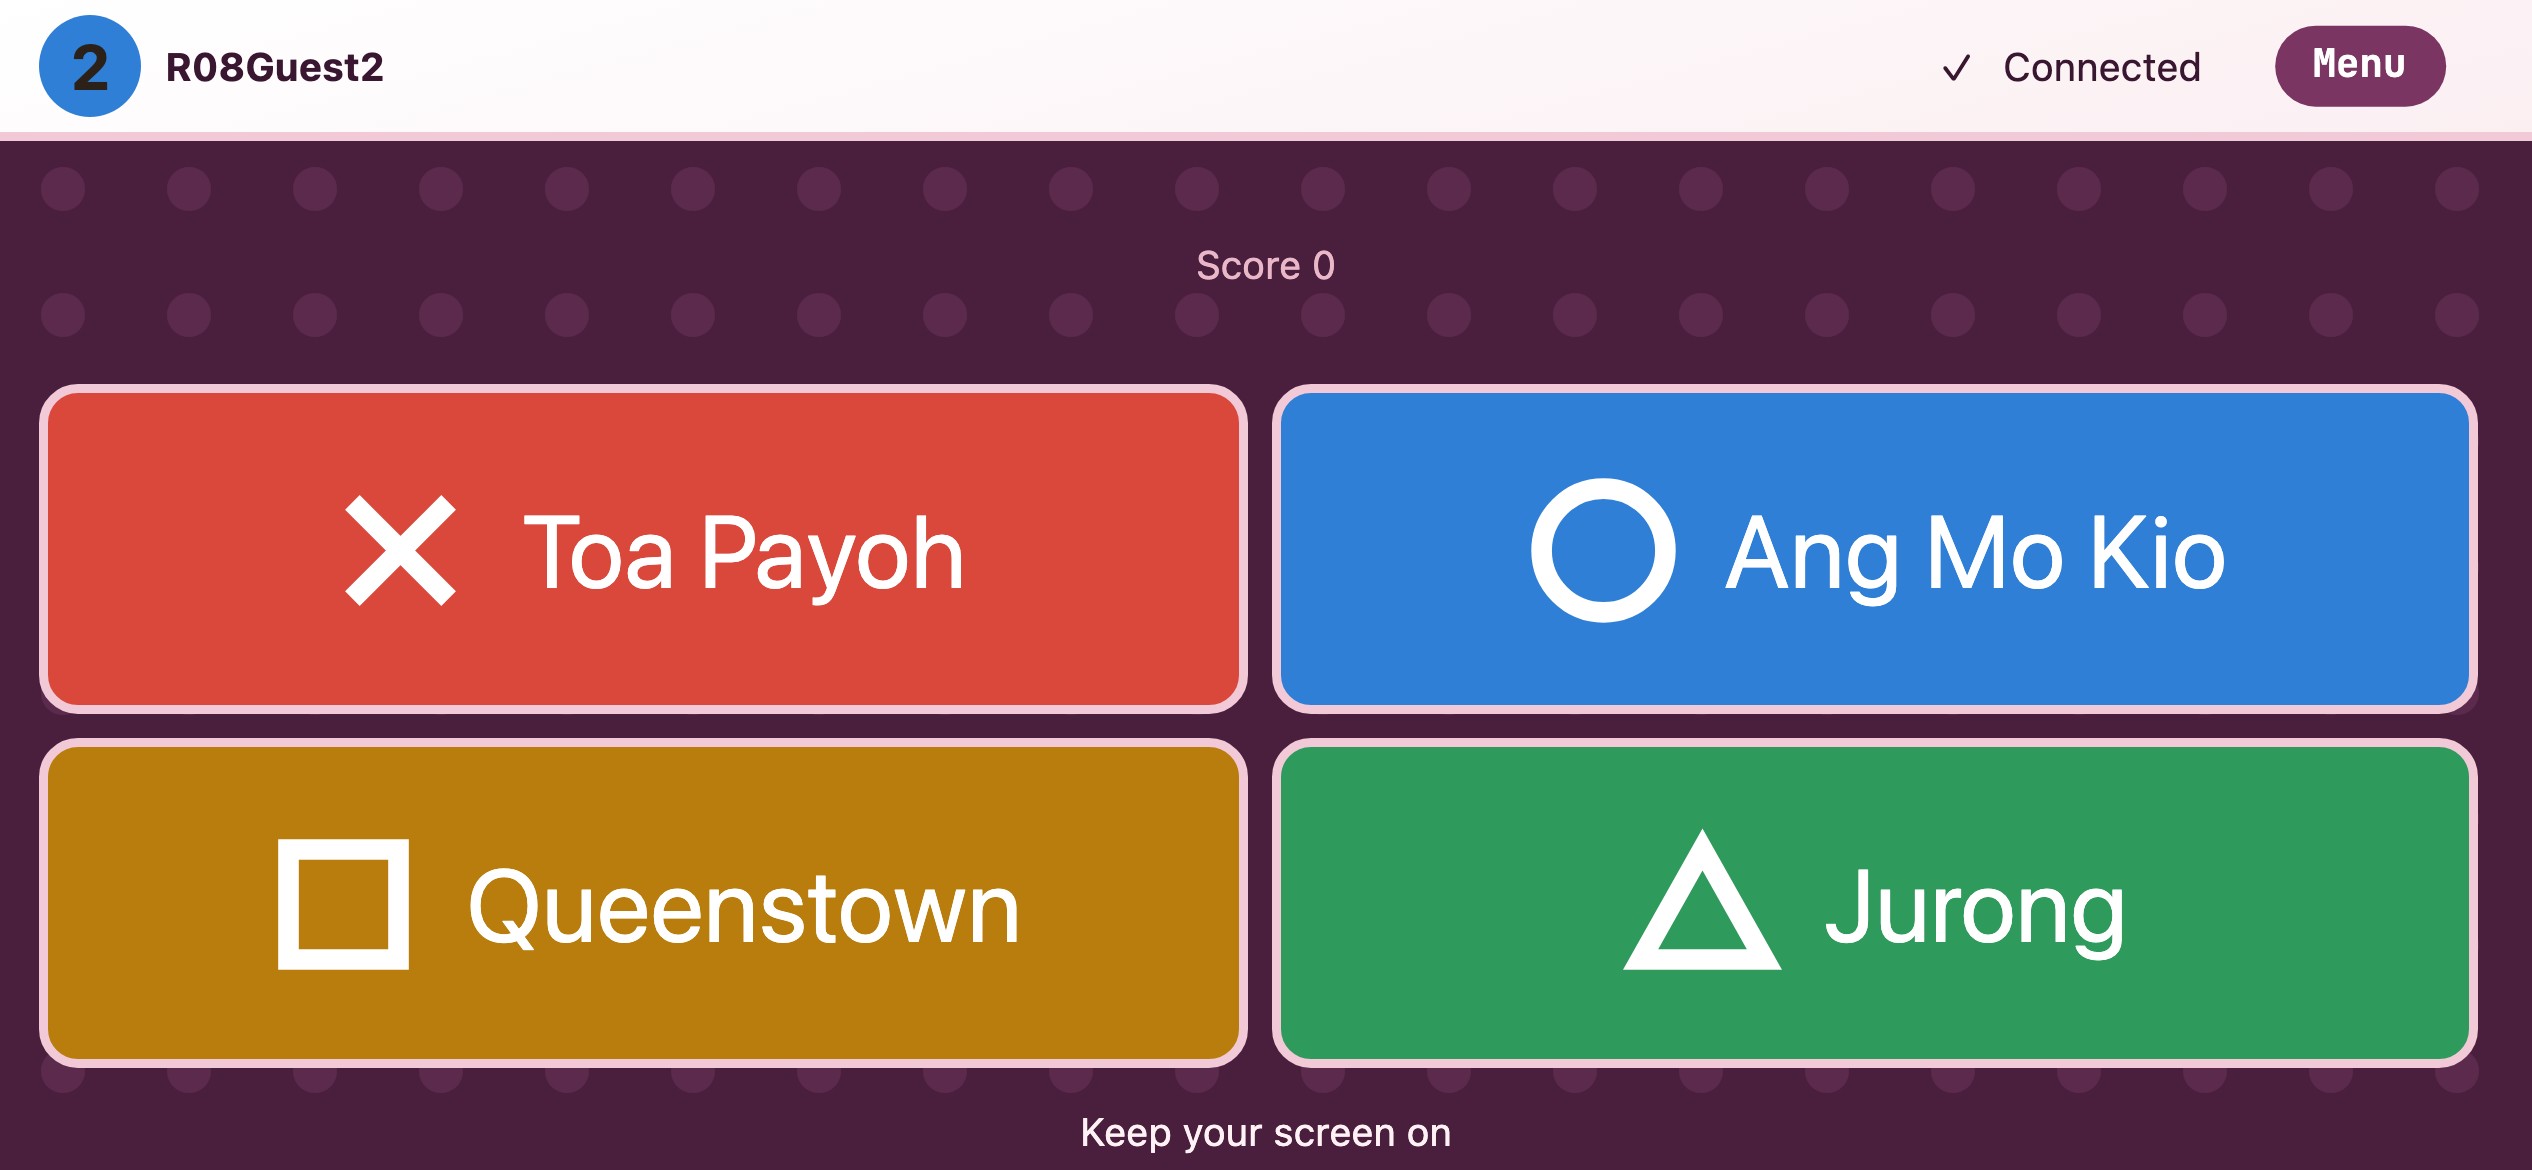 2 R08Guest2 ✓ Connected Menu
Score 0
Toa Payoh
Ang Mo Kio
Queenstown
Jurong
Keep your screen on